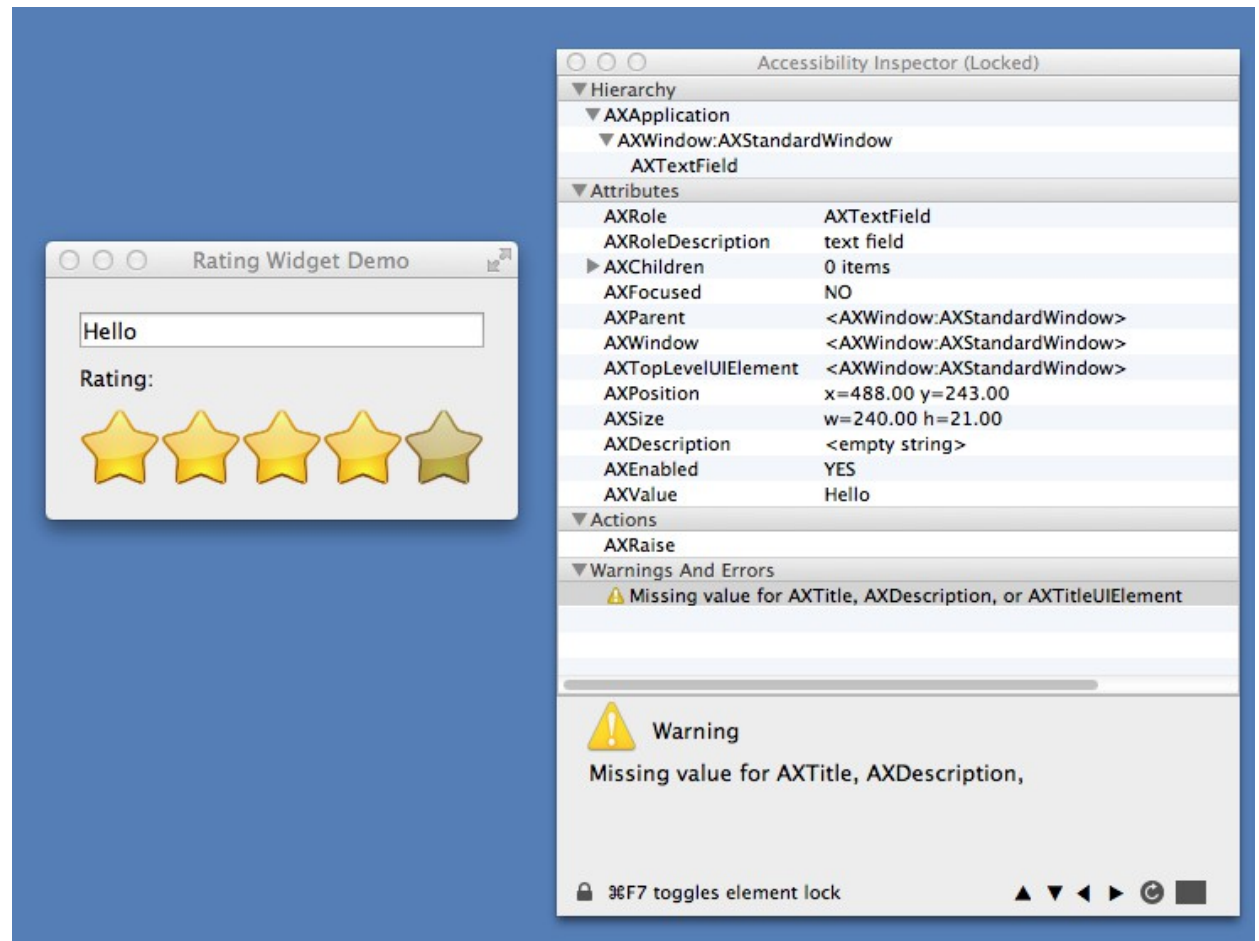 Rating Widget Demo
Hello
Rating:
Accessibility Inspector (Locked)
Hierarchy
AXApplication
AXWindow:AXStandardWindow
AXTextField
Attributes
AXRole AXTextField
AXRoleDescription text field
AXChildren 0 items
AXFocused NO
AXParent <AXWindow:AXStandardWindow>
AXWindow <AXWindow:AXStandardWindow>
AXTopLevelUIElement <AXWindow:AXStandardWindow>
AXPosition x=488.00 y=243.00
AXSize w=240.00 h=21.00
AXDescription <empty string>
AXEnabled YES
AXValue Hello
Actions
AXRaise
Warnings And Errors
Missing value for AXTitle, AXDescription, or AXTitleUIElement
Warning
Missing value for AXTitle, AXDescription,
⌘F7 toggles element lock